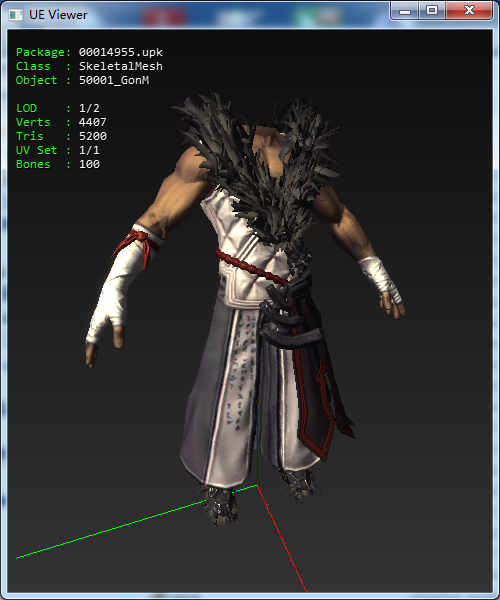 UE Viewer
Package: 00014955.upk
Class : SkeletalMesh
Object : 50001_GonM
LOD : 1/2
Verts : 4407
Tris : 5200
UV Set : 1/1
Bones : 100